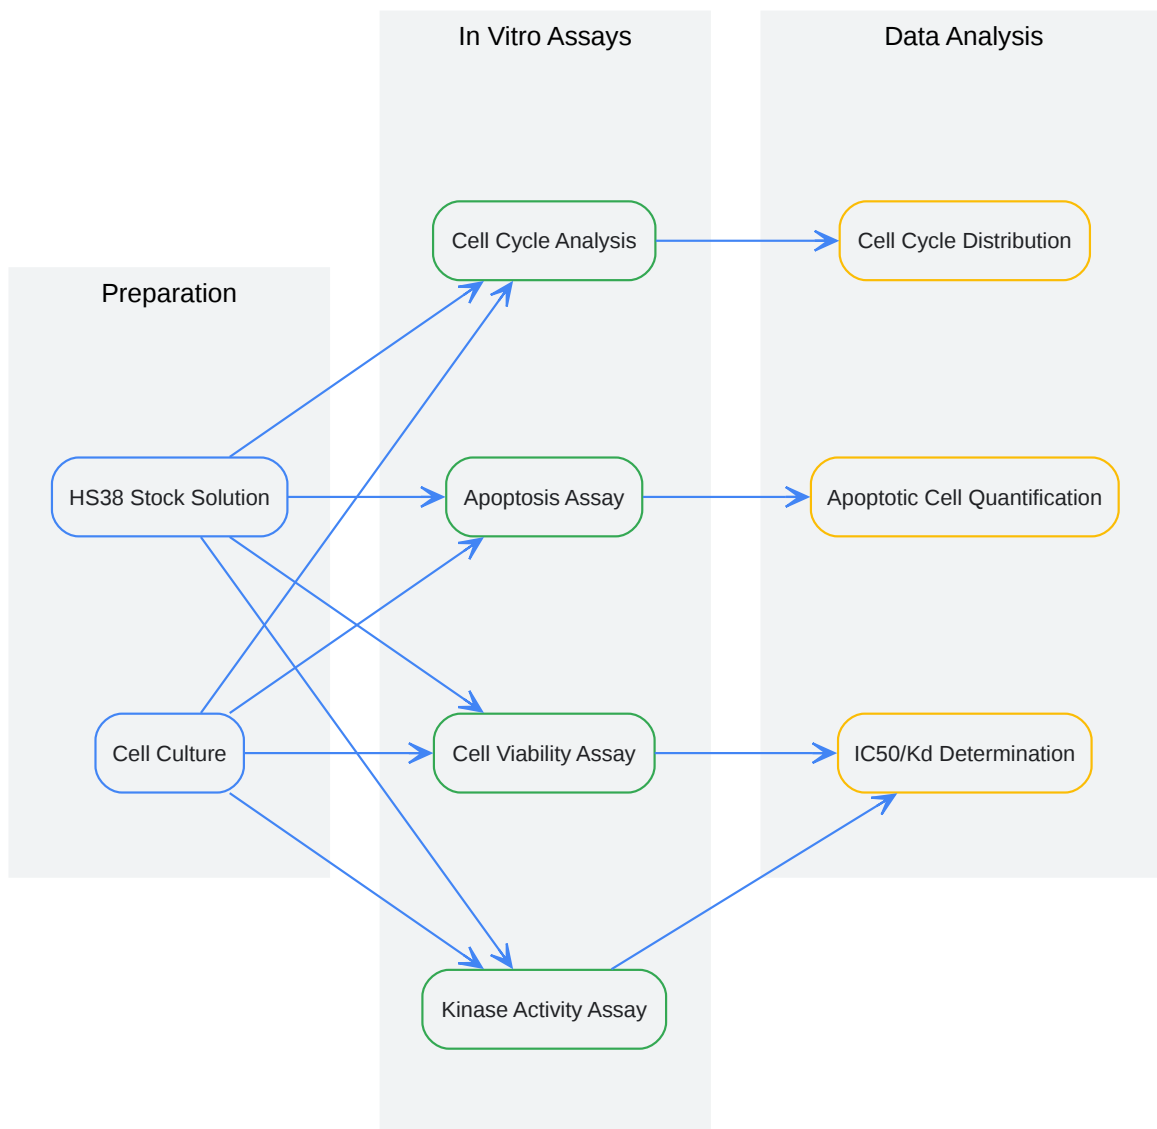 Preparation
HS38 Stock Solution
Cell Culture
In Vitro Assays
Cell Cycle Analysis
Apoptosis Assay
Cell Viability Assay
Kinase Activity Assay
Data Analysis
Cell Cycle Distribution
Apoptotic Cell Quantification
IC50/Kd Determination